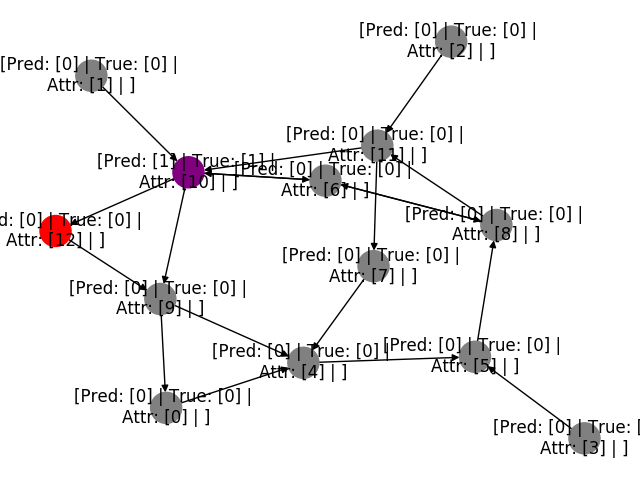 [Pred: [0] | True: [0] |
Attr: [2] | ]
[Pred: [0] | True: [0] |
Attr: [1] | ]
[Pred: [0] | True: [0] |
Attr: [11] | ]
[Pred: [1] | True: [1] |
Attr: [10] | ]
[Pred: [0] | True: [0] |
Attr: [6] | ]
[Pred: [0] | True: [0] |
Attr: [8] | ]
d: [0] | True: [0] |
Attr: [12] | ]
[Pred: [0] | True: [0] |
Attr: [7] | ]
[Pred: [0] | True: [0] |
Attr: [9] | ]
[Pred: [0] | True: [0] |
Attr: [4] | ]
[Pred: [0] | True: [0] |
Attr: [5] | ]
[Pred: [0] | True: [0] |
Attr: [0] | ]
[Pred: [0] | True: [
Attr: [3] | ]